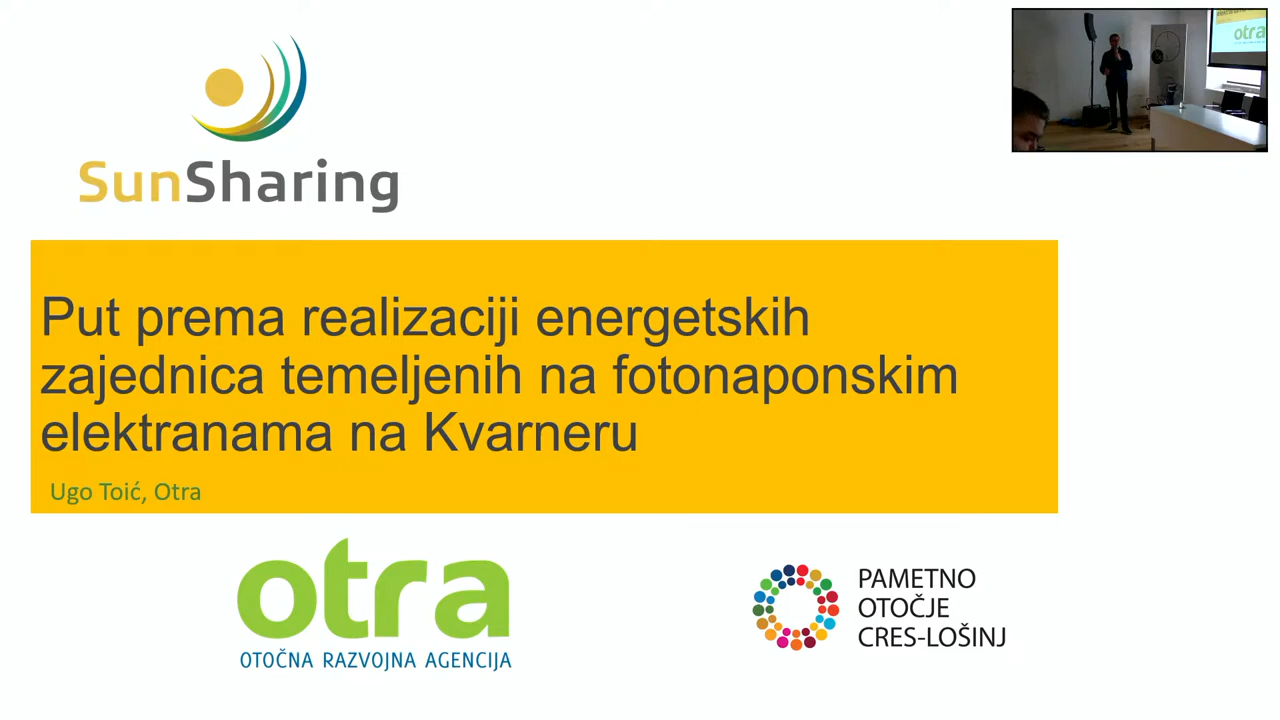 SunSharing
otra
Put prema realizaciji energetskih
zajednica temeljenih na fotonaponskim
elektranama na Kvarneru
Ugo Toić, Otra
otra
OTOČNA RAZVOJNA AGENCIJA
PAMETNO
OTOČJE
CRES-LOŠINJ